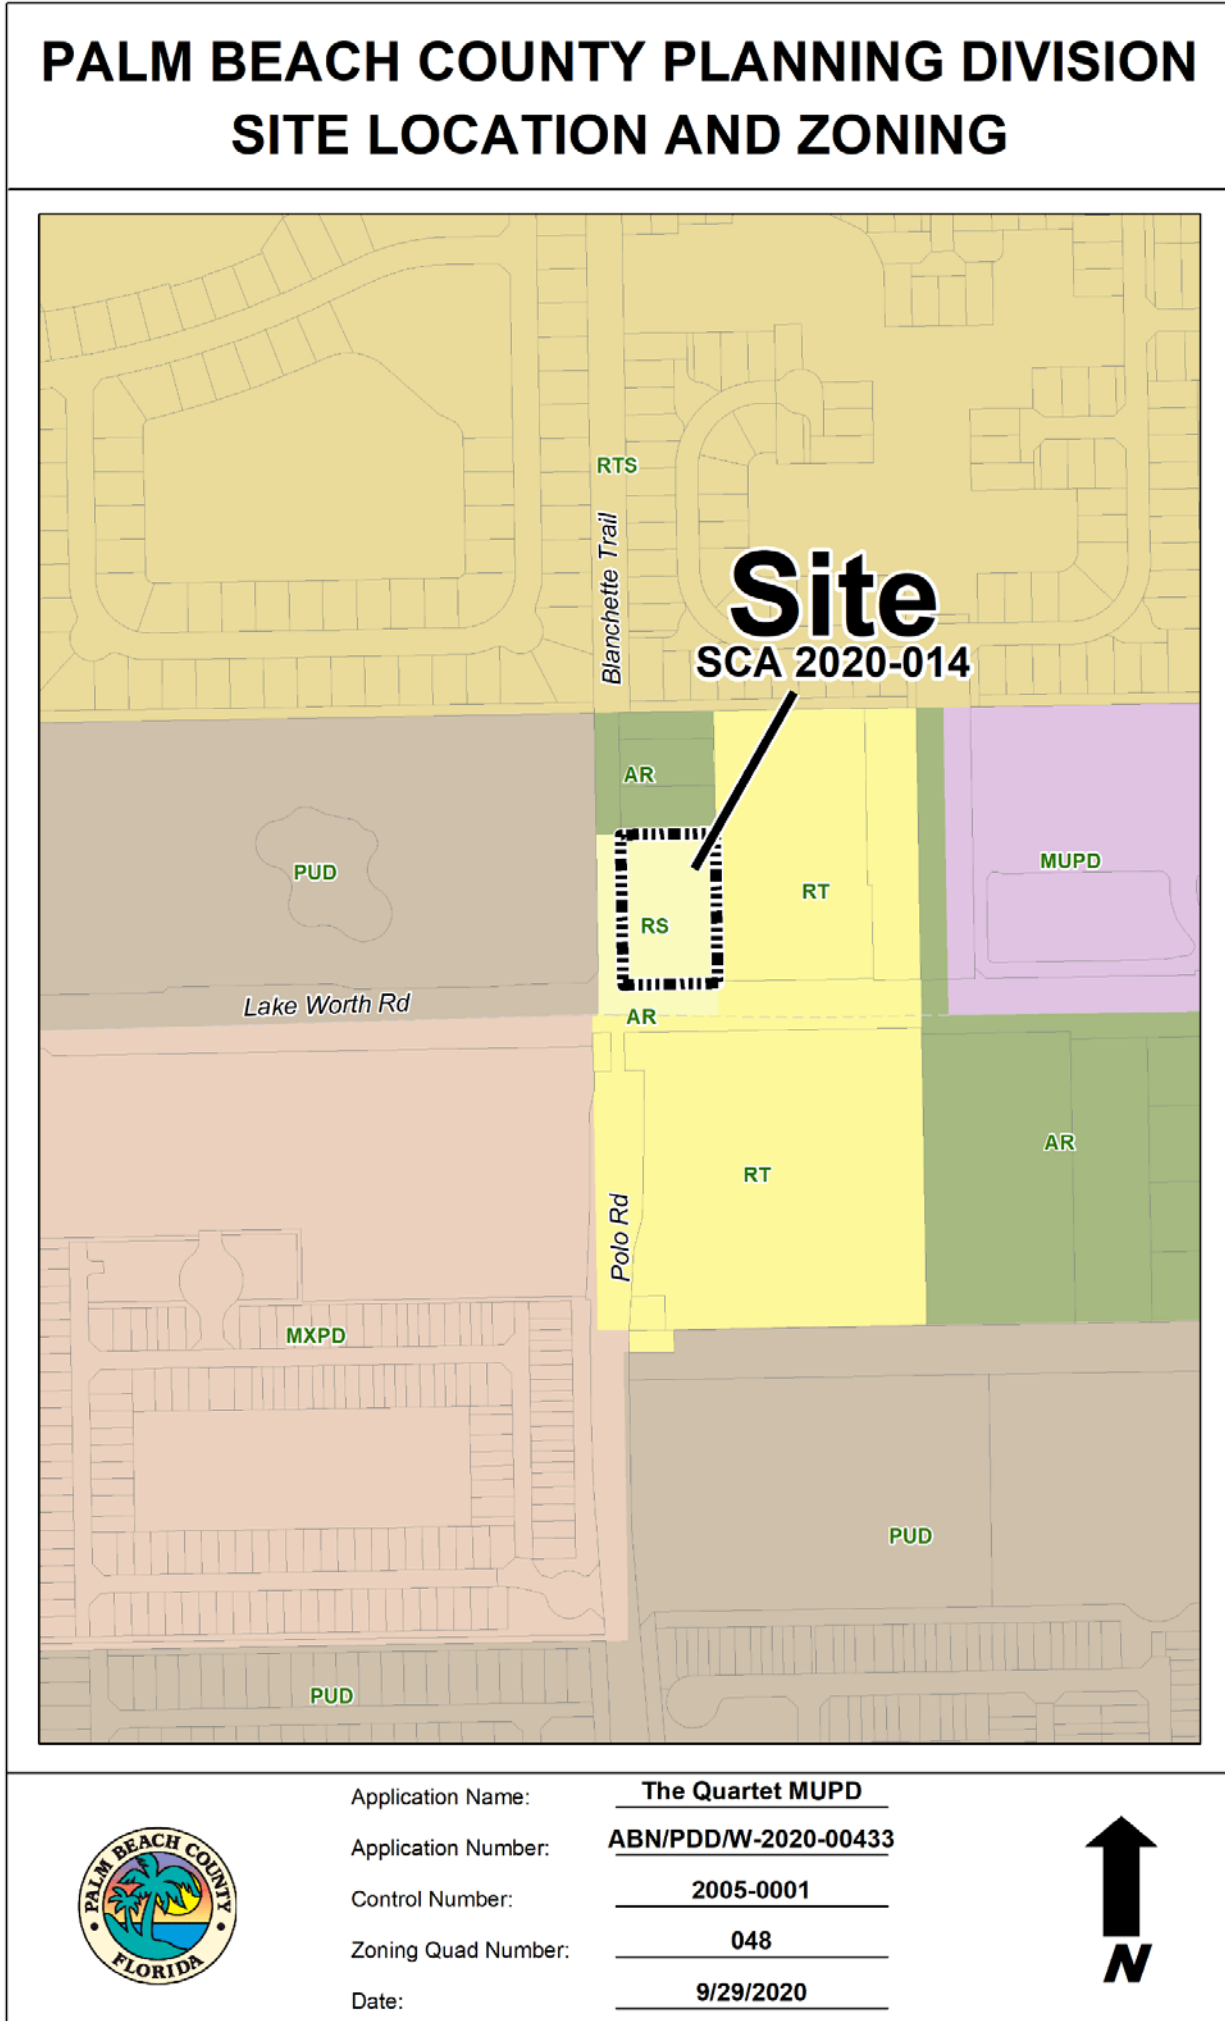 PALM BEACH COUNTY PLANNING DIVISION
SITE LOCATION AND ZONING
RTS
Blanchette Trail
Site
SCA 2020-014
AR
PUD
MUPD
RT
RS
Lake Worth Rd
AR
AR
RT
Polo Rd
MXPD
PUD
PUD
Application Name: The Quartet MUPD
Application Number: ABN/PDD/W-2020-00433
Control Number: 2005-0001
Zoning Quad Number: 048
Date: 9/29/2020
PALM BEACH COUNTY
FLORIDA
N